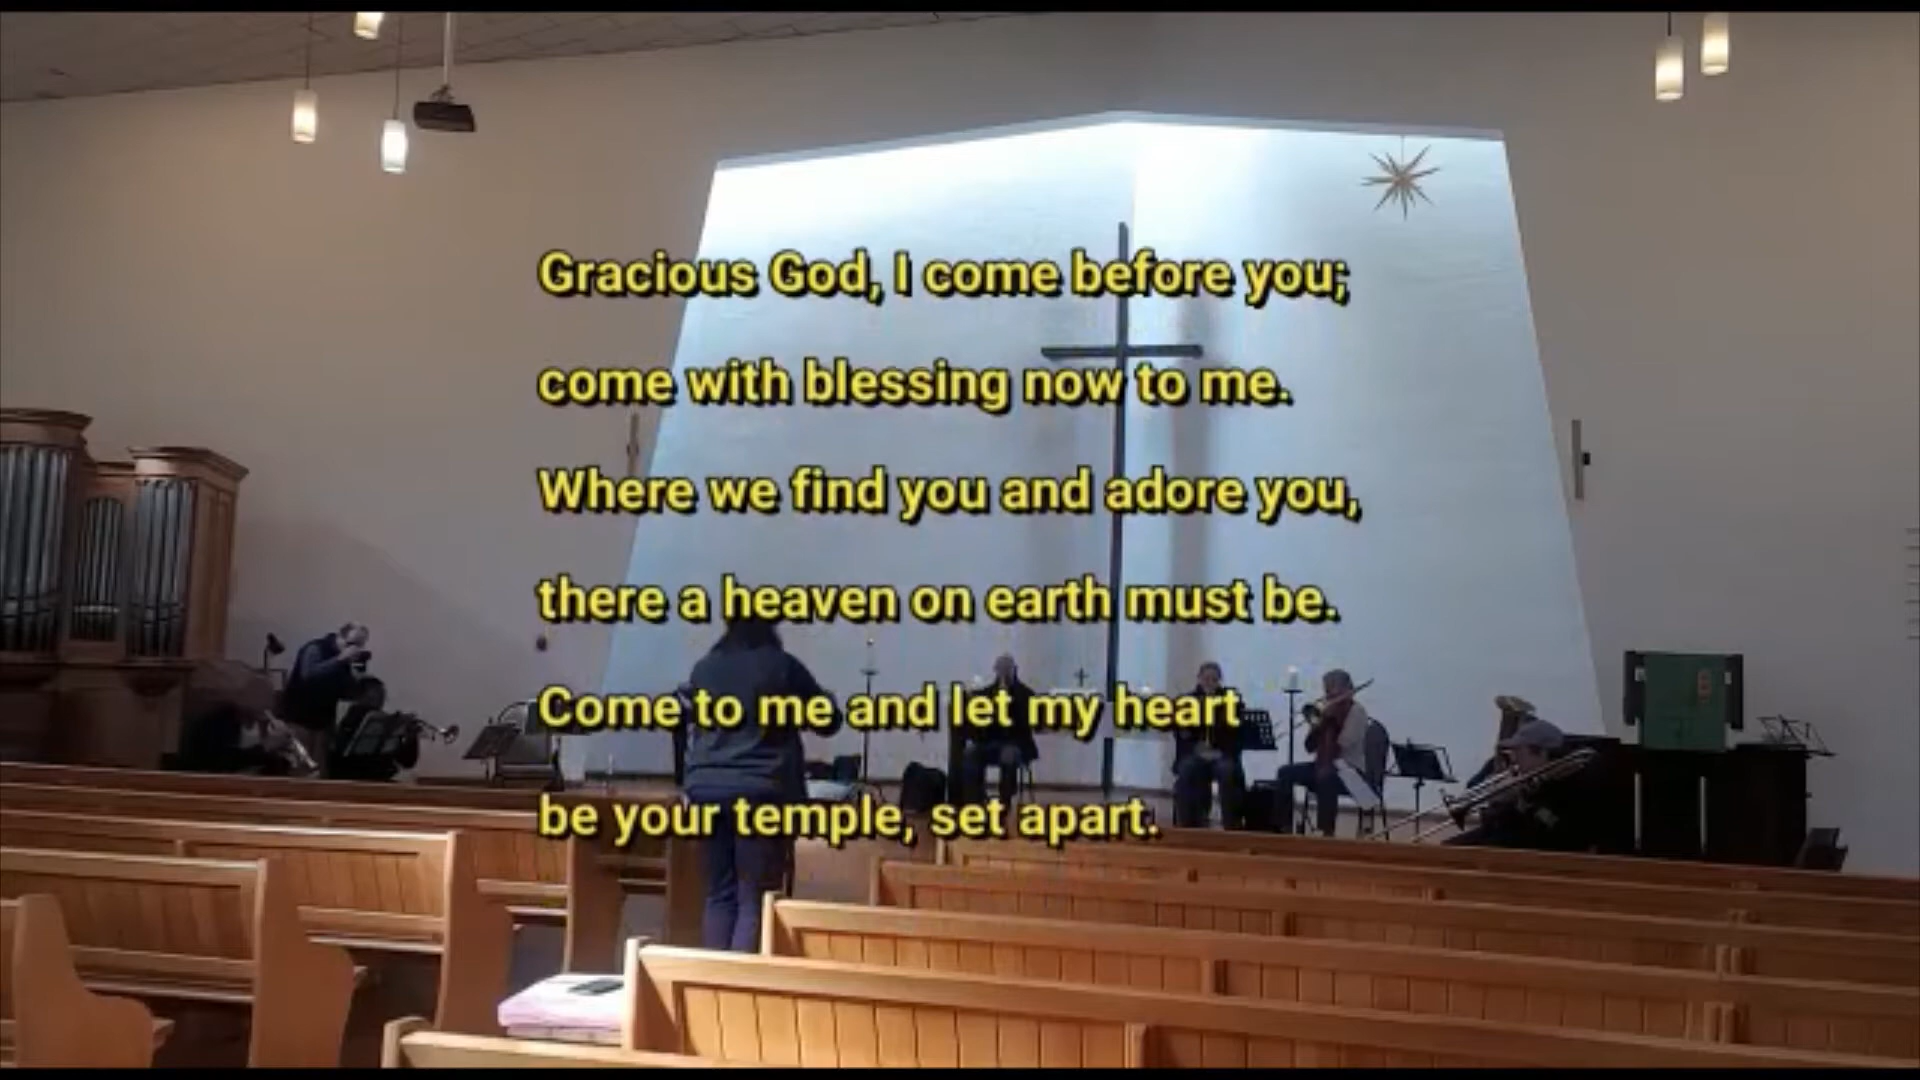 Gracious God, I come before you;
come with blessing now to me.
Where we find you and adore you,
there a heaven on earth must be.
Come to me and let my heart
be your temple, set apart.